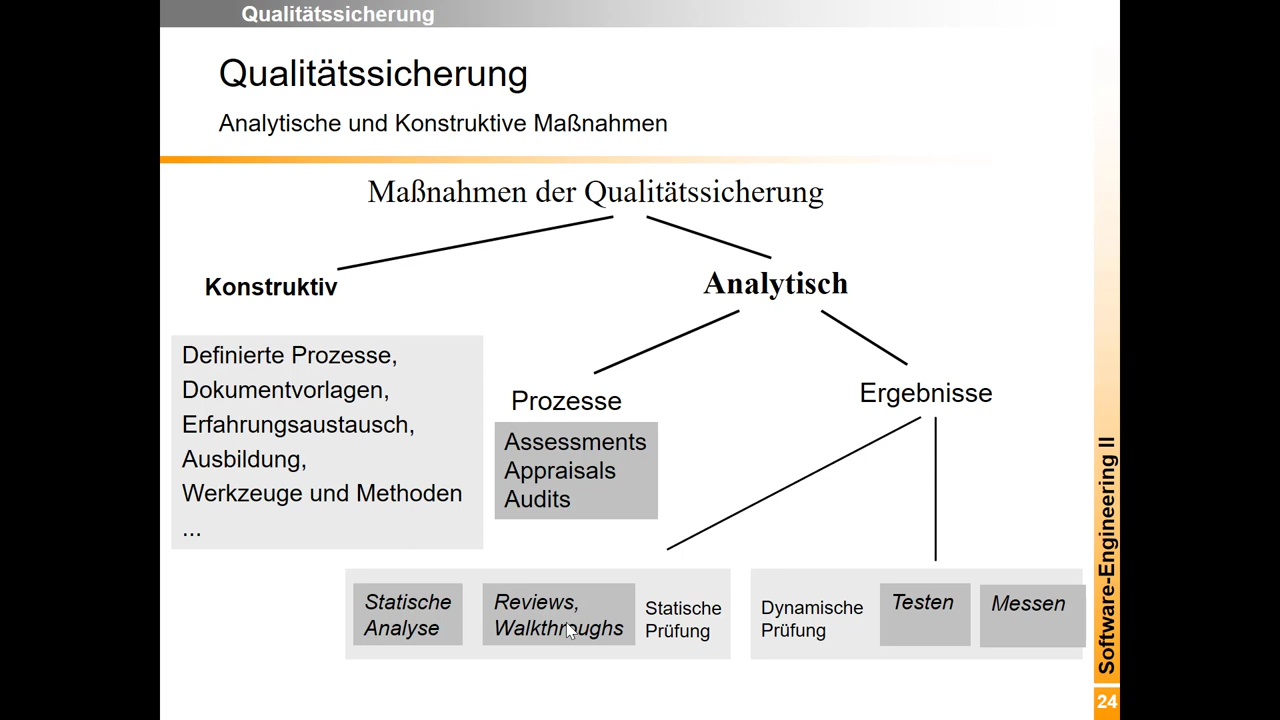 Qualitätssicherung
Qualitätssicherung
Analytische und Konstruktive Maßnahmen
Maßnahmen der Qualitätssicherung
Konstruktiv
Analytisch
Definierte Prozesse,
Dokumentvorlagen,
Erfahrungsaustausch,
Ausbildung,
Werkzeuge und Methoden
...
Prozesse
Assessments
Appraisals
Audits
Ergebnisse
Statische
Analyse
Reviews,
Walkthroughs
Statische
Prüfung
Dynamische
Prüfung
Testen
Messen
Software-Engineering II
24